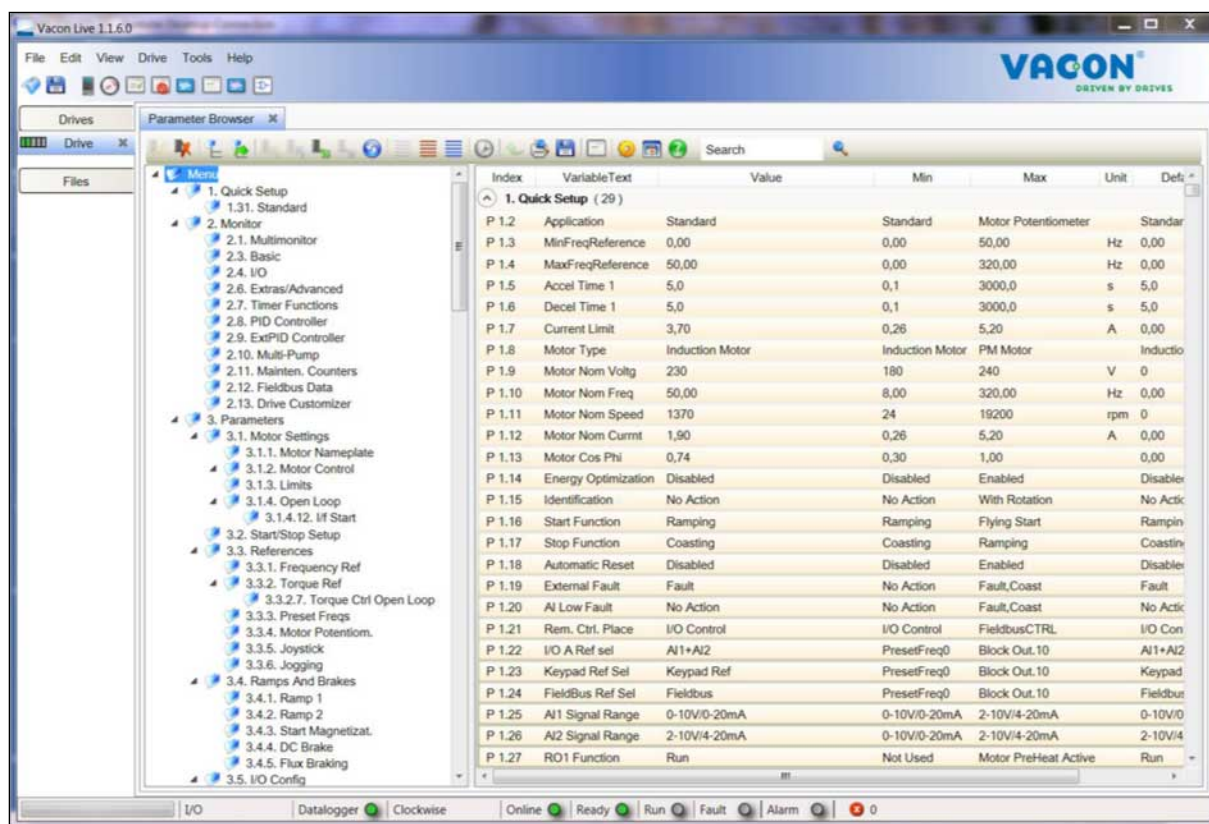 Vacon Live 1.1.6.0
File Edit View Drive Tools Help
VACON®
DRIVEN BY DRIVES
Drives
Drive
Files
Parameter Browser
Search
Menu
1. Quick Setup
1.31. Standard
2. Monitor
2.1. Multimonitor
2.3. Basic
2.4. I/O
2.6. Extras/Advanced
2.7. Timer Functions
2.8. PID Controller
2.9. ExtPID Controller
2.10. Multi-Pump
2.11. Mainten. Counters
2.12. Fieldbus Data
2.13. Drive Customizer
3. Parameters
3.1. Motor Settings
3.1.1. Motor Nameplate
3.1.2. Motor Control
3.1.3. Limits
3.1.4. Open Loop
3.1.4.12. I/f Start
3.2. Start/Stop Setup
3.3. References
3.3.1. Frequency Ref
3.3.2. Torque Ref
3.3.2.7. Torque Ctrl Open Loop
3.3.3. Preset Freqs
3.3.4. Motor Potentiom.
3.3.5. Joystick
3.3.6. Jogging
3.4. Ramps And Brakes
3.4.1. Ramp 1
3.4.2. Ramp 2
3.4.3. Start Magnetizat.
3.4.4. DC Brake
3.4.5. Flux Braking
3.5. I/O Config
Index VariableText Value Min Max Unit Defa
1. Quick Setup (29)
P 1.2 Application Standard Standard Motor Potentiometer Standar
P 1.3 MinFreqReference 0,00 0,00 50,00 Hz 0,00
P 1.4 MaxFreqReference 50,00 0,00 320,00 Hz 0,00
P 1.5 Accel Time 1 5,0 0,1 3000,0 s 5,0
P 1.6 Decel Time 1 5,0 0,1 3000,0 s 5,0
P 1.7 Current Limit 3,70 0,26 5,20 A 0,00
P 1.8 Motor Type Induction Motor Induction Motor PM Motor Inductio
P 1.9 Motor Nom Voltg 230 180 240 V 0
P 1.10 Motor Nom Freq 50,00 8,00 320,00 Hz 0,00
P 1.11 Motor Nom Speed 1370 24 19200 rpm 0
P 1.12 Motor Nom Currnt 1,90 0,26 5,20 A 0,00
P 1.13 Motor Cos Phi 0,74 0,30 1,00 0,00
P 1.14 Energy Optimization Disabled Disabled Enabled Disable
P 1.15 Identification No Action No Action With Rotation No Actic
P 1.16 Start Function Ramping Ramping Flying Start Rampin
P 1.17 Stop Function Coasting Coasting Ramping Coastin
P 1.18 Automatic Reset Disabled Disabled Enabled Disable
P 1.19 External Fault Fault No Action Fault,Coast Fault
P 1.20 AI Low Fault No Action No Action Fault,Coast No Actic
P 1.21 Rem. Ctrl. Place I/O Control I/O Control FieldbusCTRL I/O Con
P 1.22 I/O A Ref sel AI1+AI2 PresetFreq0 Block Out.10 AI1+AI2
P 1.23 Keypad Ref Sel Keypad Ref PresetFreq0 Block Out.10 Keypad
P 1.24 FieldBus Ref Sel Fieldbus PresetFreq0 Block Out.10 Fieldbus
P 1.25 AI1 Signal Range 0-10V/0-20mA 0-10V/0-20mA 2-10V/4-20mA 0-10V/0
P 1.26 AI2 Signal Range 2-10V/4-20mA 0-10V/0-20mA 2-10V/4-20mA 2-10V/4
P 1.27 RO1 Function Run Not Used Motor PreHeat Active Run
I/O Datalogger Clockwise Online Ready Run Fault Alarm 0